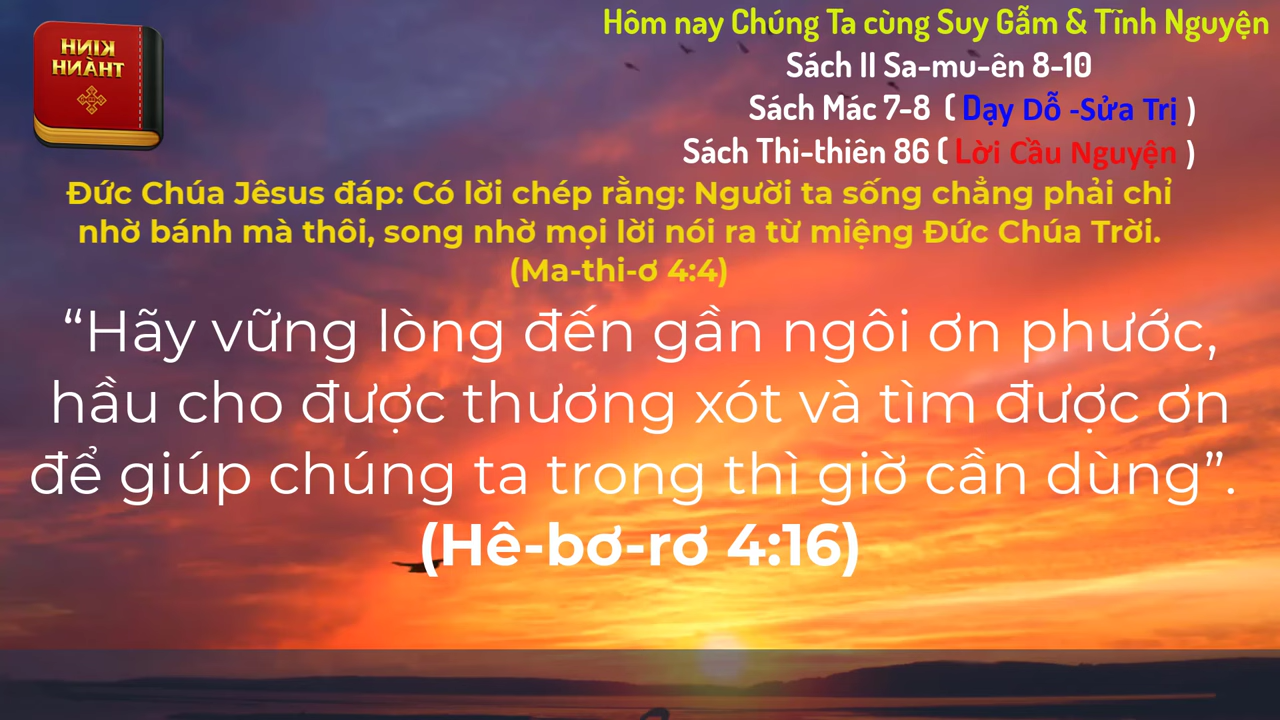 KINH
THÀNH
Hôm nay Chúng Ta cùng Suy Gẫm & Tĩnh Nguyện
Sách II Sa-mu-ên 8-10
Sách Mác 7-8 ( Dạy Dỗ -Sửa Trị )
Sách Thi-thiên 86 ( Lời Cầu Nguyện )
Đức Chúa Jêsus đáp: Có lời chép rằng: Người ta sống chẳng phải chỉ
nhờ bánh mà thôi, song nhờ mọi lời nói ra từ miệng Đức Chúa Trời.
(Ma-thi-ơ 4:4)
“Hãy vững lòng đến gần ngôi ơn phước,
hầu cho được thương xót và tìm được ơn
để giúp chúng ta trong thì giờ cần dùng”.
(Hê-bơ-rơ 4:16)